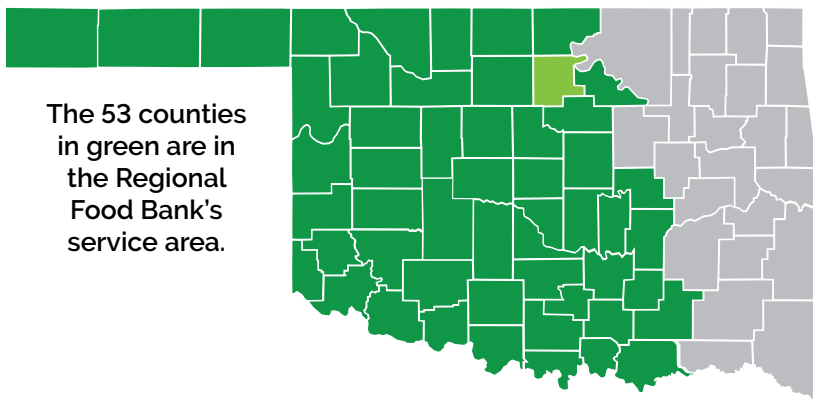 The 53 counties
in green are in
the Regional
Food Bank’s
service area.